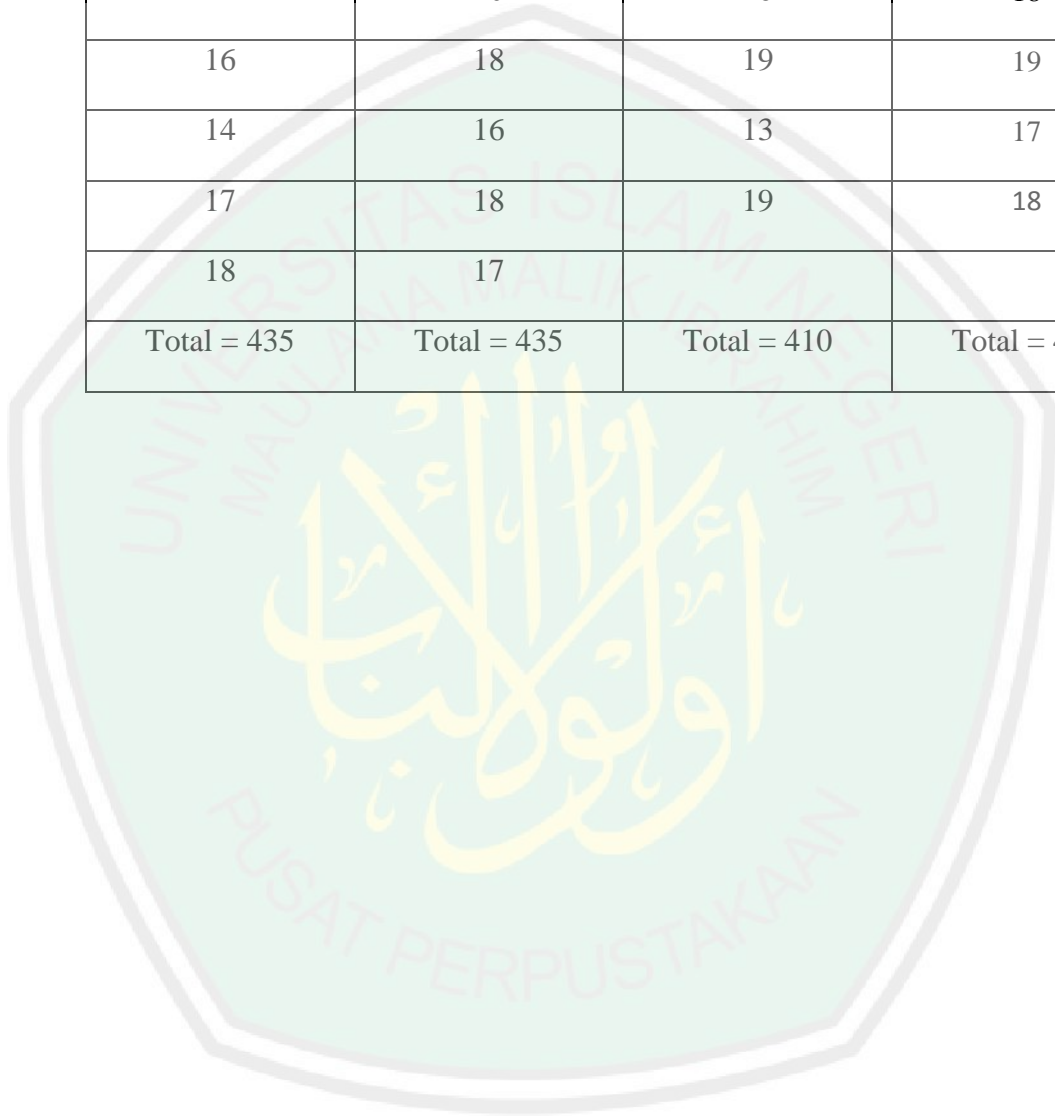 16 18 19 19
14 16 13 17
17 18 19 18
18 17
Total = 435 Total = 435 Total = 410 Total =
UNIVERSITAS ISLAM NEGERI
MAULANA MALIK IBRAHIM
PUSAT PERPUSTAKAAN